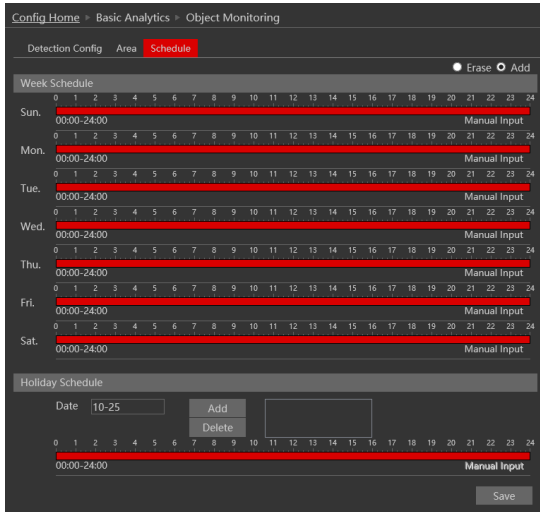 Config Home ▸ Basic Analytics ▸ Object Monitoring
Detection Config Area Schedule
Erase Add
Week Schedule
0 1 2 3 4 5 6 7 8 9 10 11 12 13 14 15 16 17 18 19 20 21 22 23 24
Sun.
00:00-24:00 Manual Input
0 1 2 3 4 5 6 7 8 9 10 11 12 13 14 15 16 17 18 19 20 21 22 23 24
Mon.
00:00-24:00 Manual Input
0 1 2 3 4 5 6 7 8 9 10 11 12 13 14 15 16 17 18 19 20 21 22 23 24
Tue.
00:00-24:00 Manual Input
0 1 2 3 4 5 6 7 8 9 10 11 12 13 14 15 16 17 18 19 20 21 22 23 24
Wed.
00:00-24:00 Manual Input
0 1 2 3 4 5 6 7 8 9 10 11 12 13 14 15 16 17 18 19 20 21 22 23 24
Thu.
00:00-24:00 Manual Input
0 1 2 3 4 5 6 7 8 9 10 11 12 13 14 15 16 17 18 19 20 21 22 23 24
Fri.
00:00-24:00 Manual Input
0 1 2 3 4 5 6 7 8 9 10 11 12 13 14 15 16 17 18 19 20 21 22 23 24
Sat.
00:00-24:00 Manual Input
Holiday Schedule
Date 10-25 Add
Delete
0 1 2 3 4 5 6 7 8 9 10 11 12 13 14 15 16 17 18 19 20 21 22 23 24
00:00-24:00 Manual Input
Save